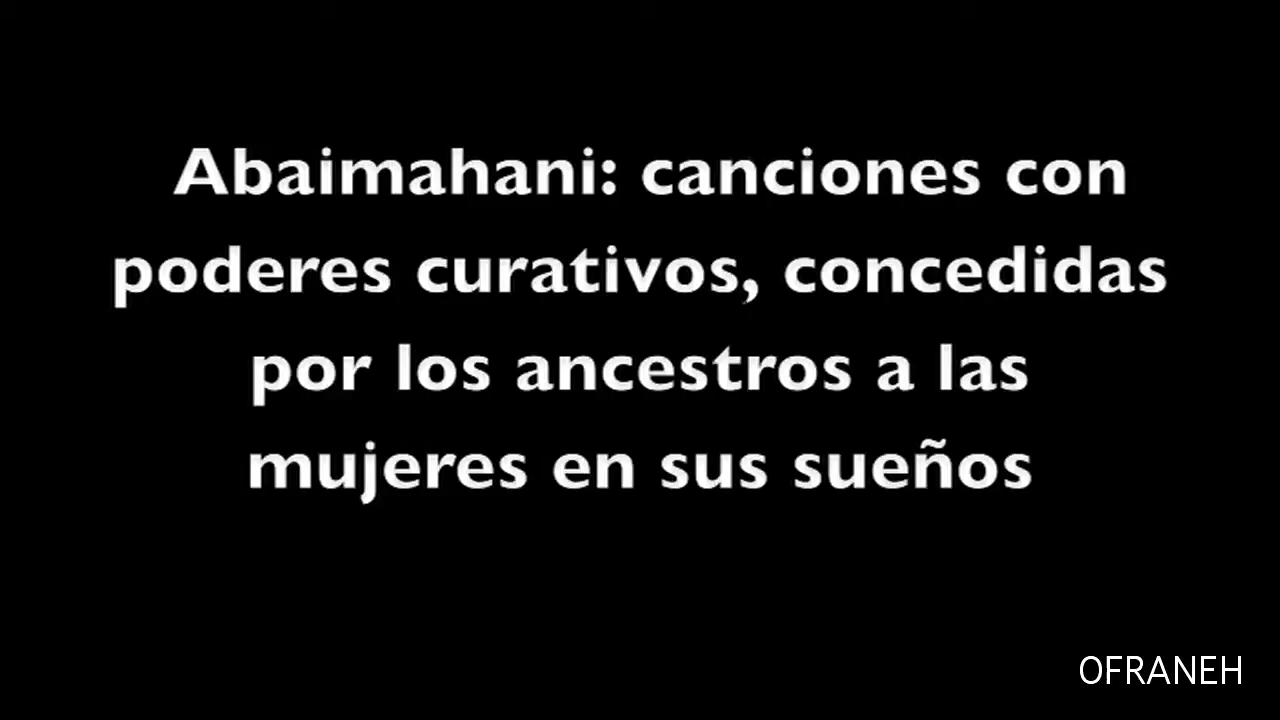 Abaimahani: canciones con
poderes curativos, concedidas
por los ancestros a las
mujeres en sus sueños
OFRANEH